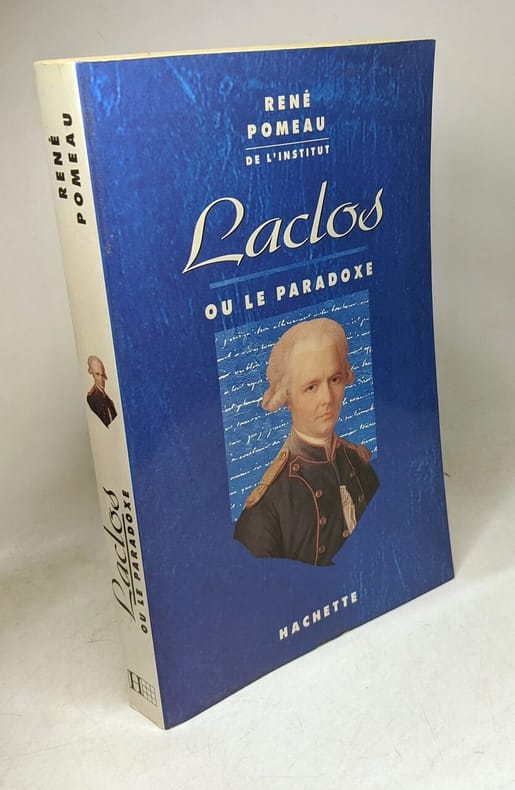 RENÉ
POMEAU
DE L'INSTITUT
Laclos
OU LE PARADOXE
HACHETTE
RENÉ
POMEAU
Laclos
OU LE PARADOXE
H